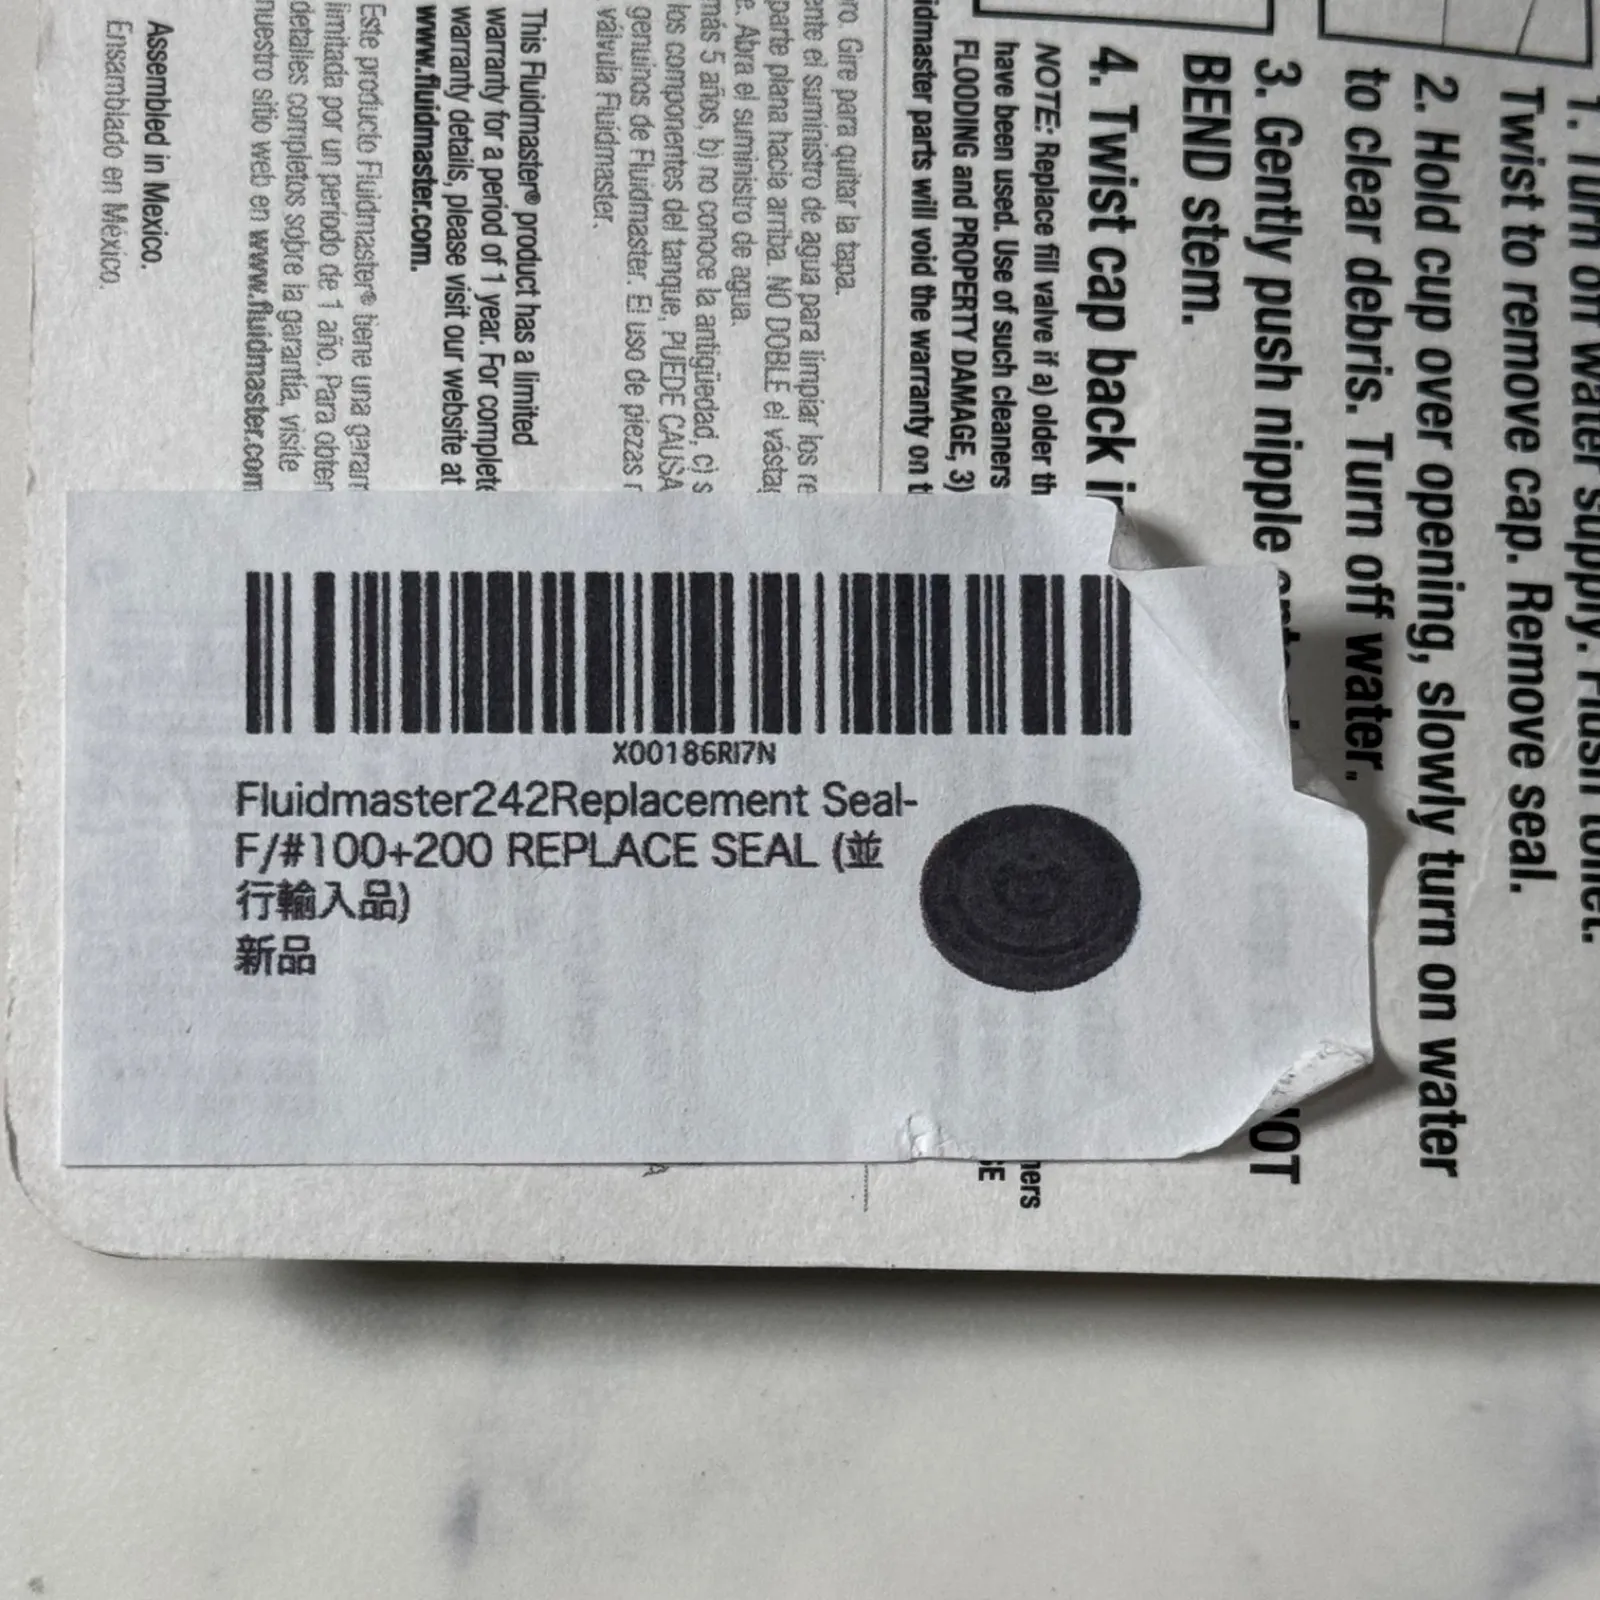 X00186RI7N
Fluidmaster242Replacement Seal-
F/#100+200 REPLACE SEAL (並
行輸入品)
新品
1. Turn off water supply. Flush toilet.
Twist to remove cap. Remove seal.
2. Hold cup over opening, slowly turn on water
to clear debris. Turn off water.
3. Gently push nipple
NOT
BEND stem.
4. Twist cap back
NOTE: Replace fill valve if a) older
have been used. Use of such cleaners
FLOODING and PROPERTY DAMAGE, 3)
parts will void the warranty on
Gire para quitar la tapa.
el suministro de agua para limpiar los
parte plana hacia arriba. NO DOBLE el
Abra el suministro de agua.
más 5 años, b) no conoce la antigüedad, c)
los componentes del tanque, PUEDE
genuinos de Fluidmaster. El uso de piezas
válvula Fluidmaster.
This Fluidmaster® product has a limited
warranty for a period of 1 year. For complete
warranty details, please visit our website at
www.fluidmaster.com.
Este producto Fluidmaster® tiene una
limitada por un período de 1 año. Para
detalles completos sobre la garantía, visite
nuestro sitio web en www.fluidmaster.com
Assembled in Mexico.
Ensamblado en México.